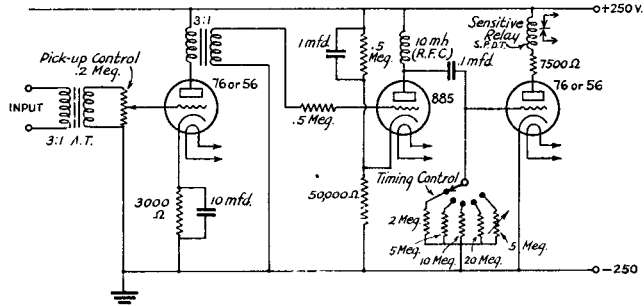 +250 V.
3:1
Pick-up Control
.2 Meg.
76 or 56
INPUT
3:1 A.T.
3000
Ω
10 mfd.
1 mfd.
.5
Meg.
.5 Meg.
50,000
Ω
10 mh
(R.F.C.)
.1 mfd.
885
Sensitive
Relay
S.P.D.T.
7500 Ω
76 or 56
Timing Control
2 Meg.
5 Meg.
10 Meg.
20 Meg.
5 Meg.
-250